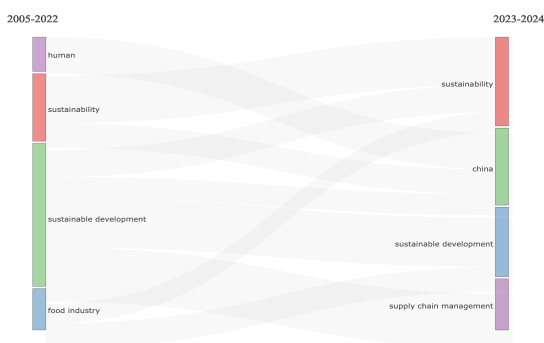 2005-2022
2023-2024
human
sustainability
sustainable development
food industry
sustainability
china
sustainable development
supply chain management